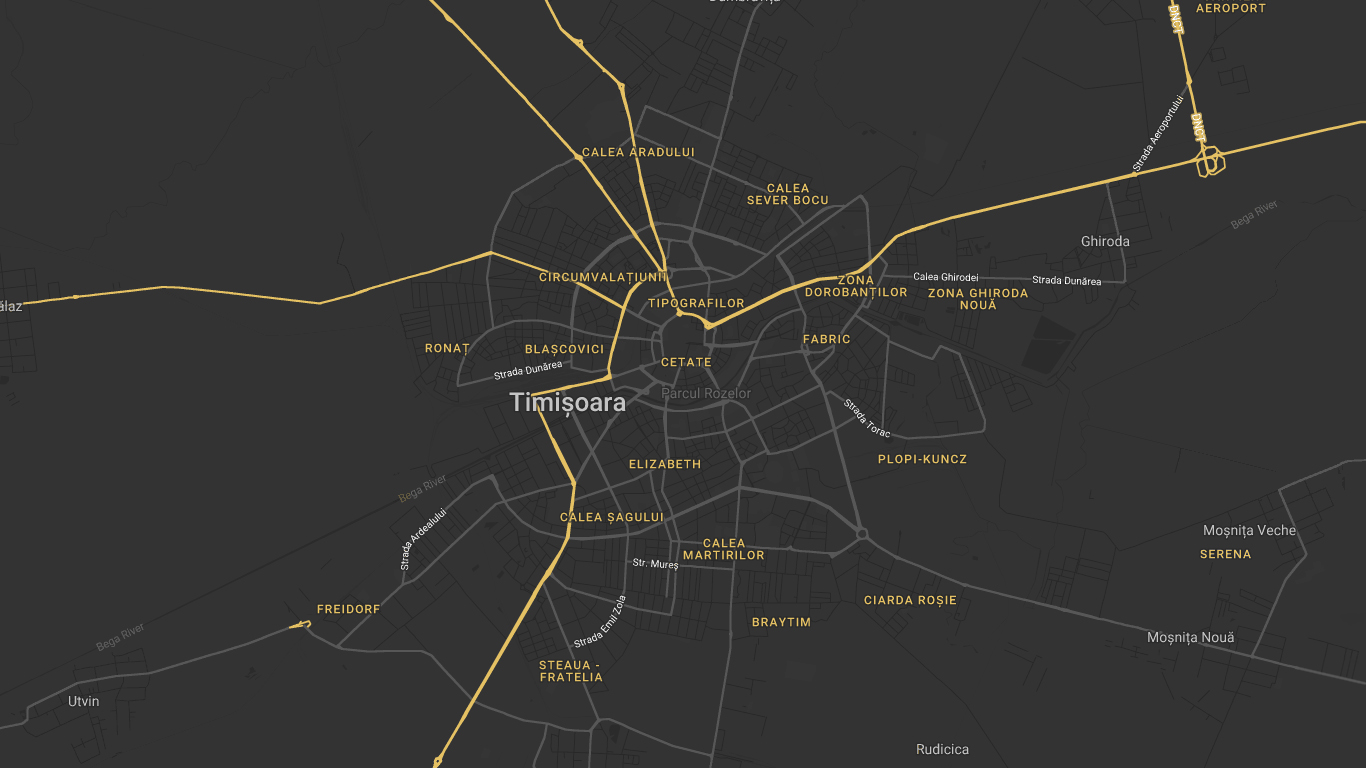 AEROPORT
DNCT
DNCT
Strada Aeroportului
CALEA ARADULUI
CALEA
SEVER BOCU
Bega River
Ghiroda
CIRCUMVALAȚIUNII
Calea Ghirodei
Strada Dunărea
ZONA
DOROBANȚILOR
ZONA GHIRODA
NOUĂ
TIPOGRAFILOR
FABRIC
RONAȚ
BLAȘCOVICI
CETATE
Strada Dunărea
Parcul Rozelor
Timișoara
Strada Torac
PLOPI-KUNCZ
ELIZABETH
Bega River
CALEA ȘAGULUI
Strada Ardealului
Moșnița Veche
SERENA
CALEA
MARTIRILOR
Str. Mureș
CIARDA ROȘIE
FREIDORF
Strada Emil Zola
BRAYTIM
Bega River
Moșnița Nouă
STEAUA -
FRATELIA
Utvin
Rudicica